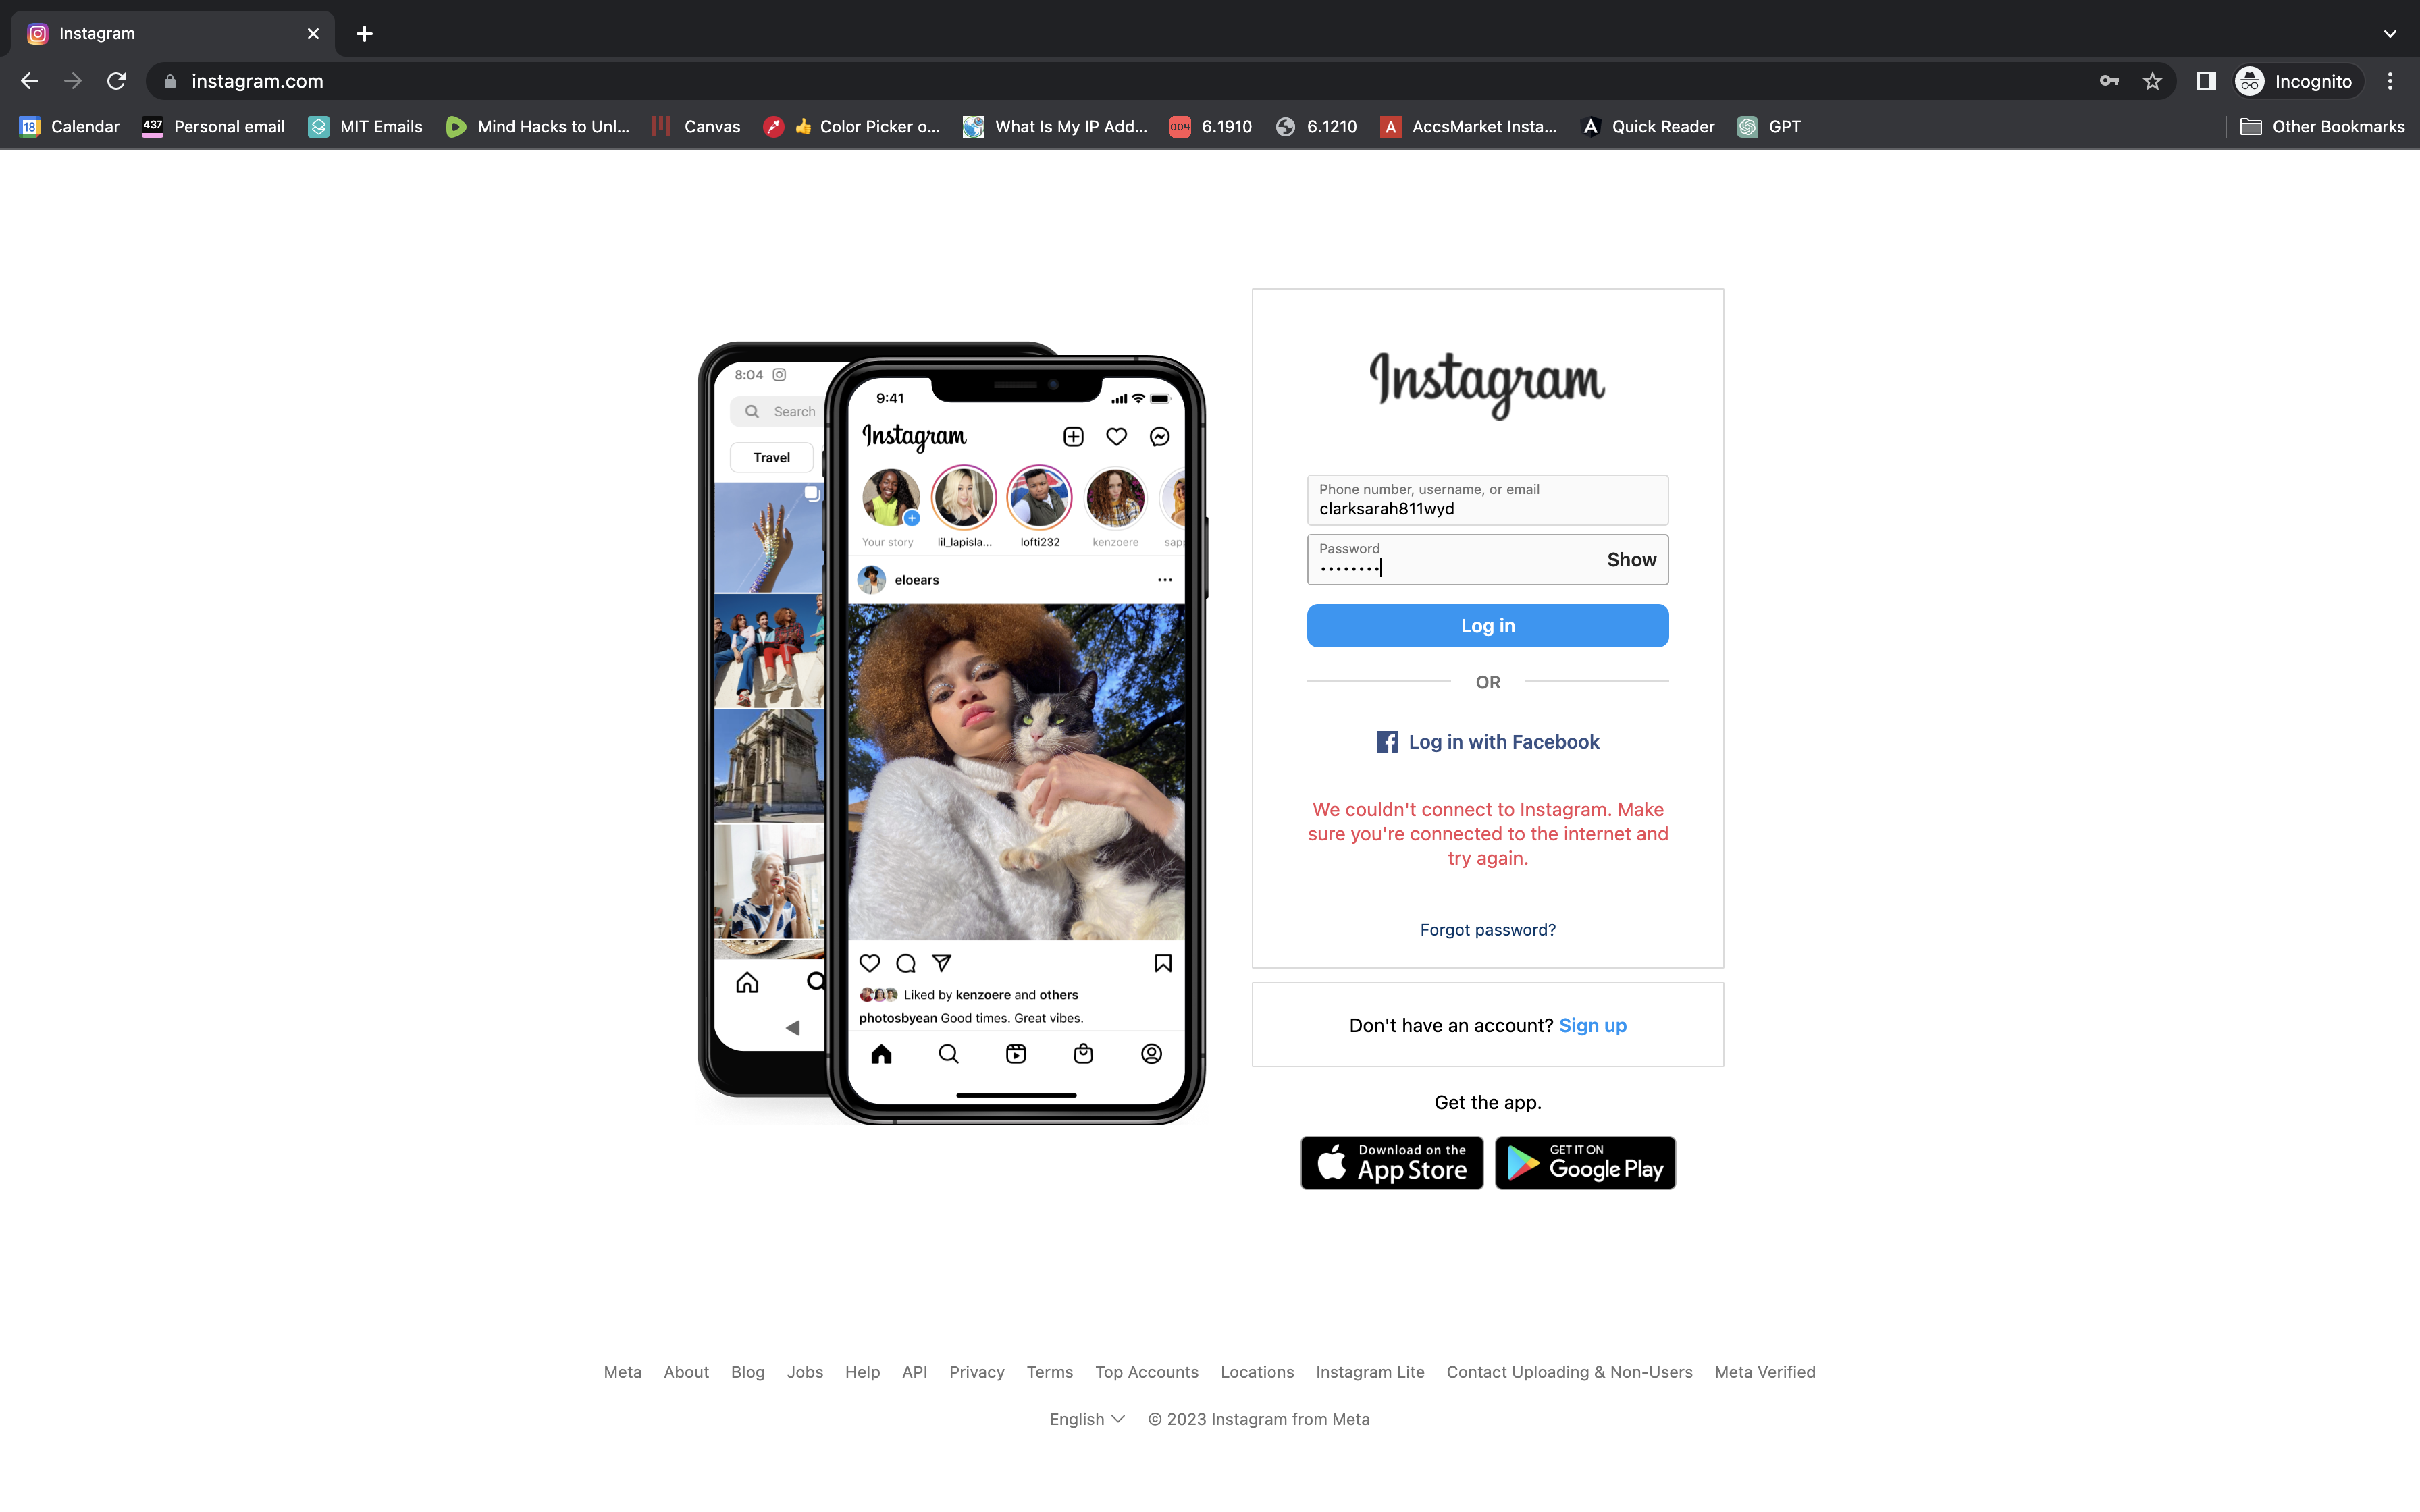 Instagram
instagram.com
Incognito
Calendar
437
Personal email
MIT Emails
Mind Hacks to Unl...
Canvas
👍 Color Picker o...
What Is My IP Add...
004
6.1910
6.1210
A
AccsMarket Insta...
Quick Reader
GPT
Other Bookmarks
18
8:04
Search
Travel
9:41
Instagram
Your story
lil_lapisla...
lofti232
kenzoere
sapp
eloears
Liked by kenzoere and others
photosbyean Good times. Great vibes.
Instagram
Phone number, username, or email
clarksarah811wyd
Password
••••••••
Show
Log in
OR
Log in with Facebook
We couldn't connect to Instagram. Make
sure you're connected to the internet and
try again.
Forgot password?
Don't have an account? Sign up
Get the app.
Download on the
App Store
GET IT ON
Google Play
Meta About Blog Jobs Help API Privacy Terms Top Accounts Locations Instagram Lite Contact Uploading & Non-Users Meta Verified
English © 2023 Instagram from Meta